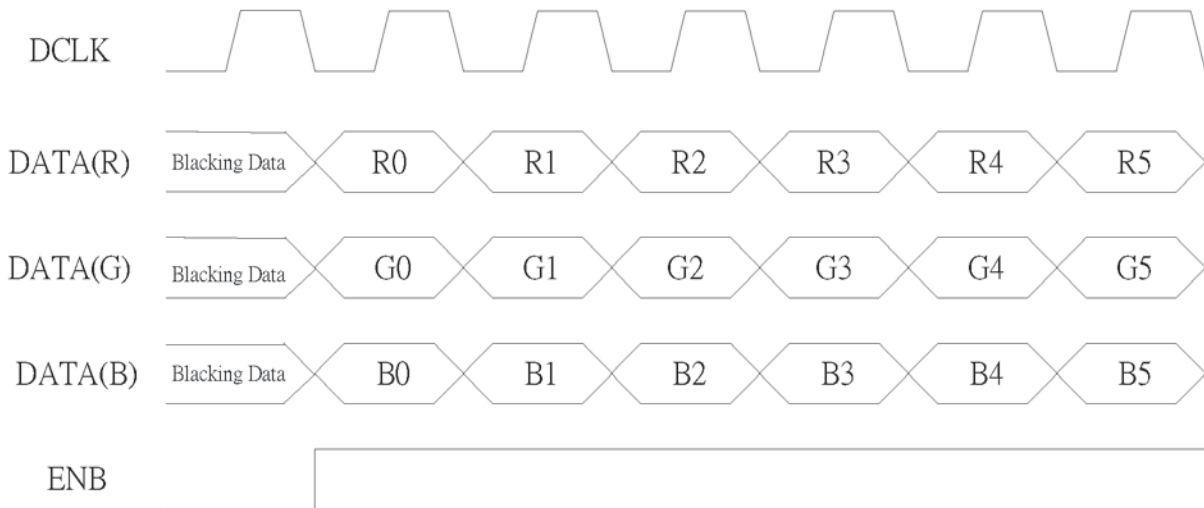 DCLK
DATA(R) Blacking Data R0 R1 R2 R3 R4 R5
DATA(G) Blacking Data G0 G1 G2 G3 G4 G5
DATA(B) Blacking Data B0 B1 B2 B3 B4 B5
ENB